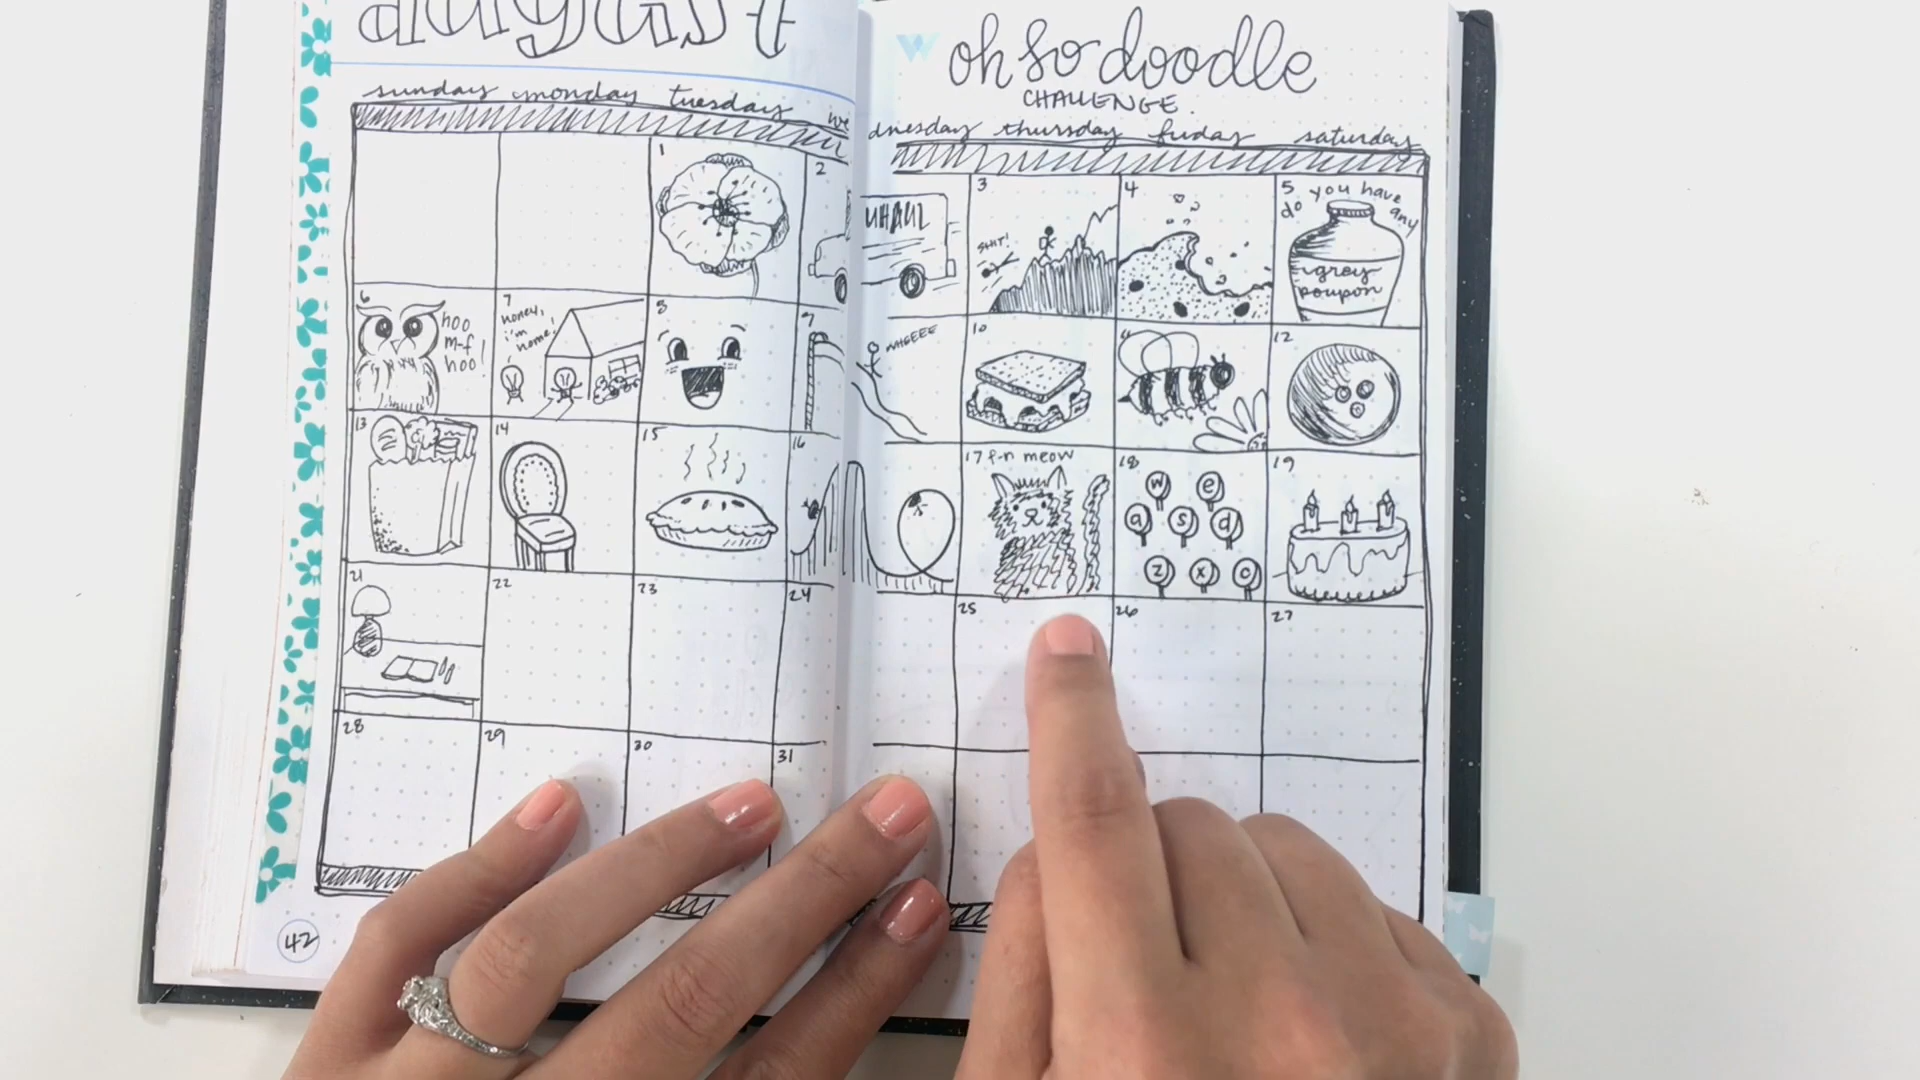 august
sunday monday tuesday we
1
2
6
hoo
m-f
hoo!
7
honey,
i'm
home!
8
9
13
14
15
16
21
22
23
24
28
29
30
31
42
oh so doodle
CHALLENGE
dnesday thursday friday saturday
UHAUL
3
SHIT!
4
5 do you have any
grey
poupon
WHEEEE
10
11
12
17 f-n meow
18
w e
a s d
z x c
19
25
26
27